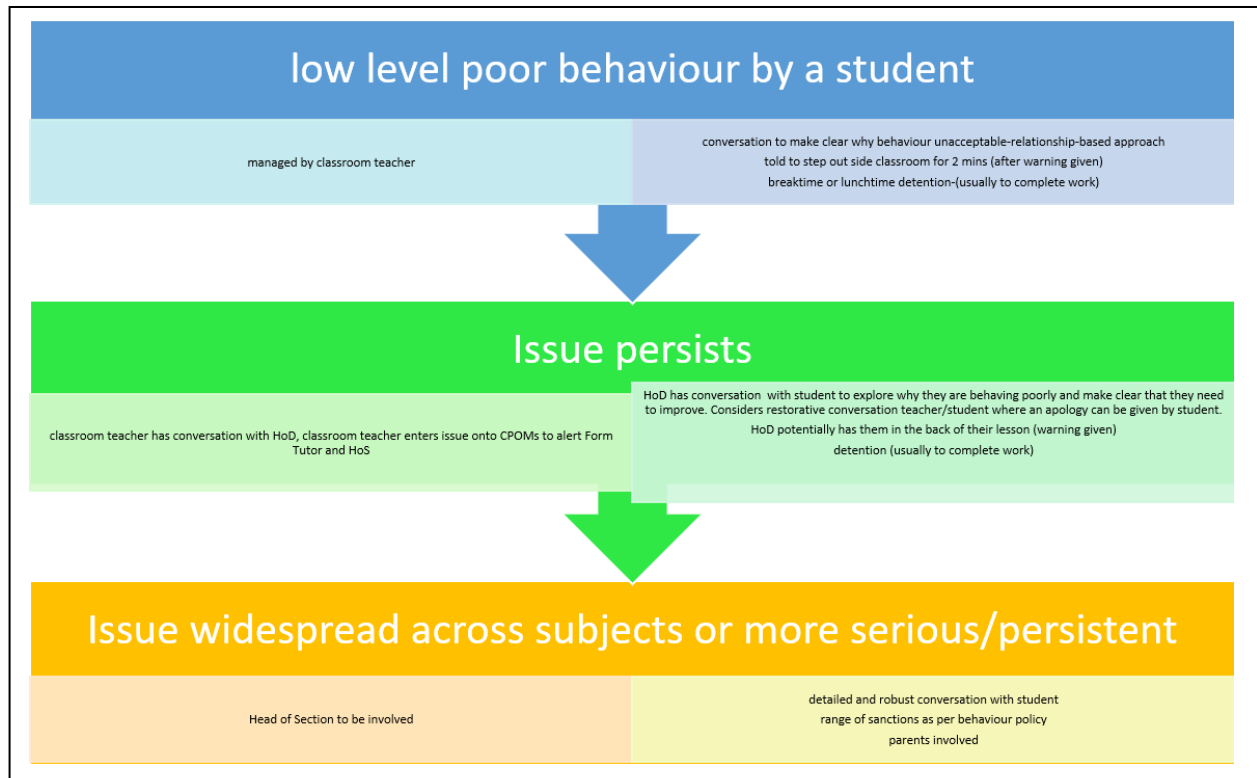 low level poor behaviour by a student
managed by classroom teacher
conversation to make clear why behaviour unacceptable-relationship-based approach
told to step out side classroom for 2 mins (after warning given)
breaktime or lunchtime detention-(usually to complete work)
Issue persists
classroom teacher has conversation with HoD, classroom teacher enters issue onto CPOMs to alert Form
Tutor and HoS
HoD has conversation with student to explore why they are behaving poorly and make clear that they need
to improve. Considers restorative conversation teacher/student where an apology can be given by student.
HoD potentially has them in the back of their lesson (warning given)
detention (usually to complete work)
Issue widespread across subjects or more serious/persistent
Head of Section to be involved
detailed and robust conversation with student
range of sanctions as per behaviour policy
parents involved